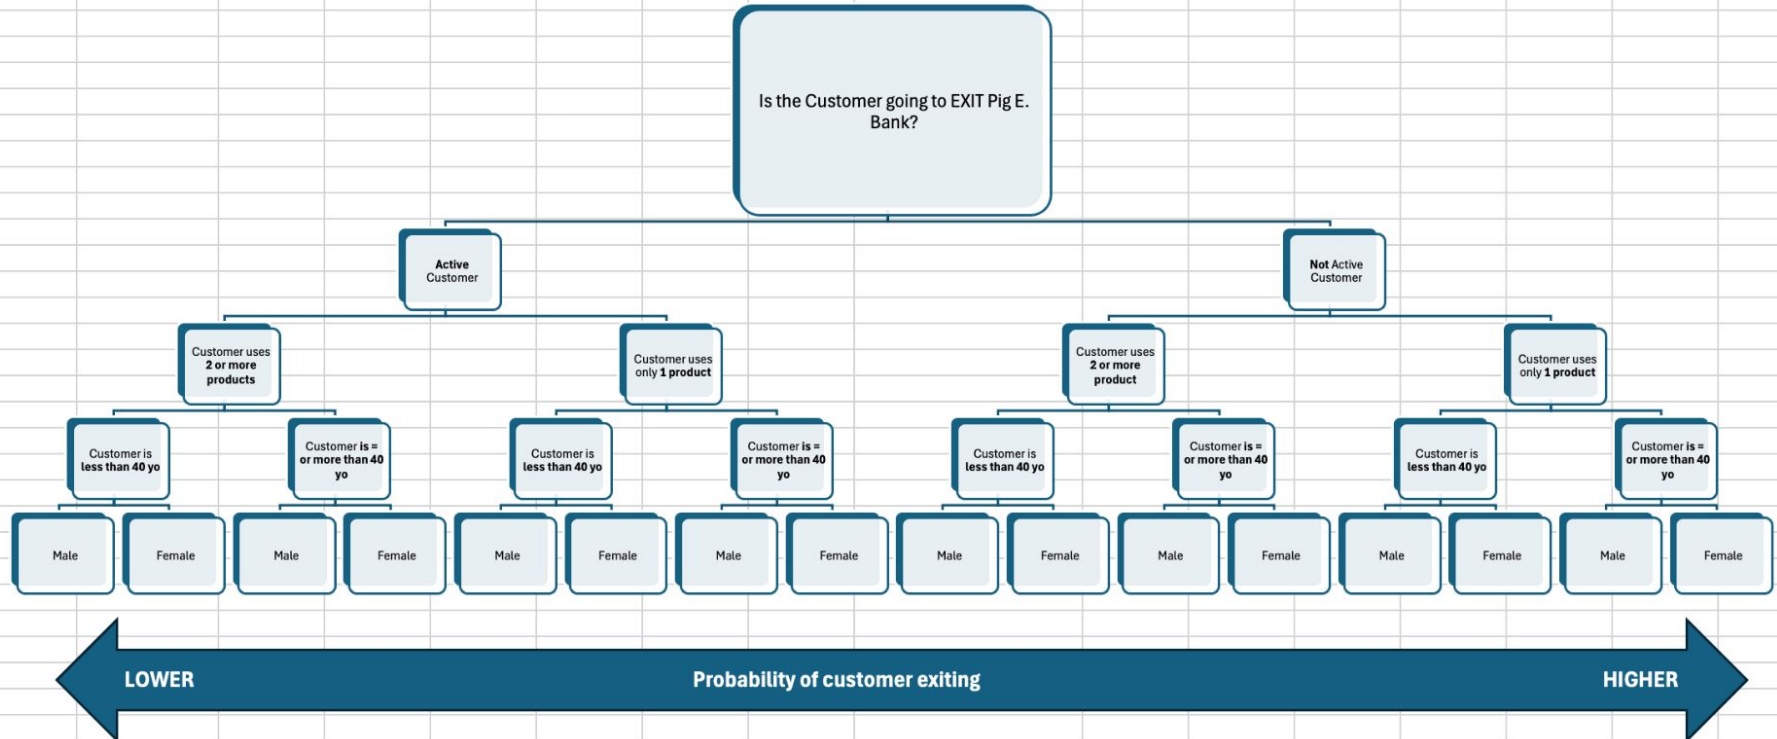 Is the Customer going to EXIT Pig E.
Bank?
Active
Customer
Not Active
Customer
Customer uses
2 or more
products
Customer uses
only 1 product
Customer uses
2 or more
product
Customer uses
only 1 product
Customer is
less than 40 yo
Customer is =
or more than 40
yo
Customer is
less than 40 yo
Customer is =
or more than 40
yo
Customer is
less than 40 yo
Customer is =
or more than 40
yo
Customer is
less than 40 yo
Customer is =
or more than 40
yo
Male
Female
Male
Female
Male
Female
Male
Female
Male
Female
Male
Female
Male
Female
Male
Female
LOWER
Probability of customer exiting
HIGHER